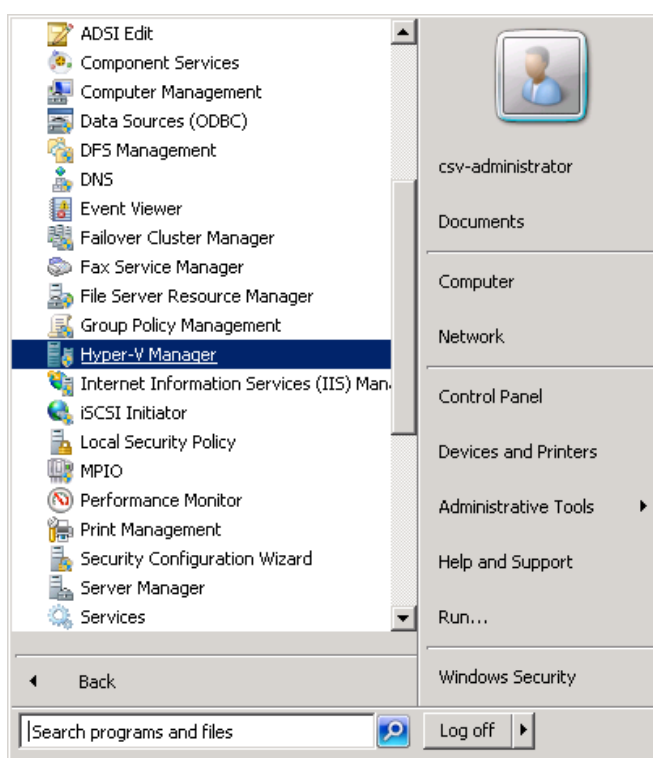 ADSI Edit
Component Services
Computer Management
Data Sources (ODBC)
DFS Management
DNS
Event Viewer
Failover Cluster Manager
Fax Service Manager
File Server Resource Manager
Group Policy Management
Hyper-V Manager
Internet Information Services (IIS) Man
iSCSI Initiator
Local Security Policy
MPIO
Performance Monitor
Print Management
Security Configuration Wizard
Server Manager
Services
Back
Search programs and files
csv-administrator
Documents
Computer
Network
Control Panel
Devices and Printers
Administrative Tools
Help and Support
Run...
Windows Security
Log off